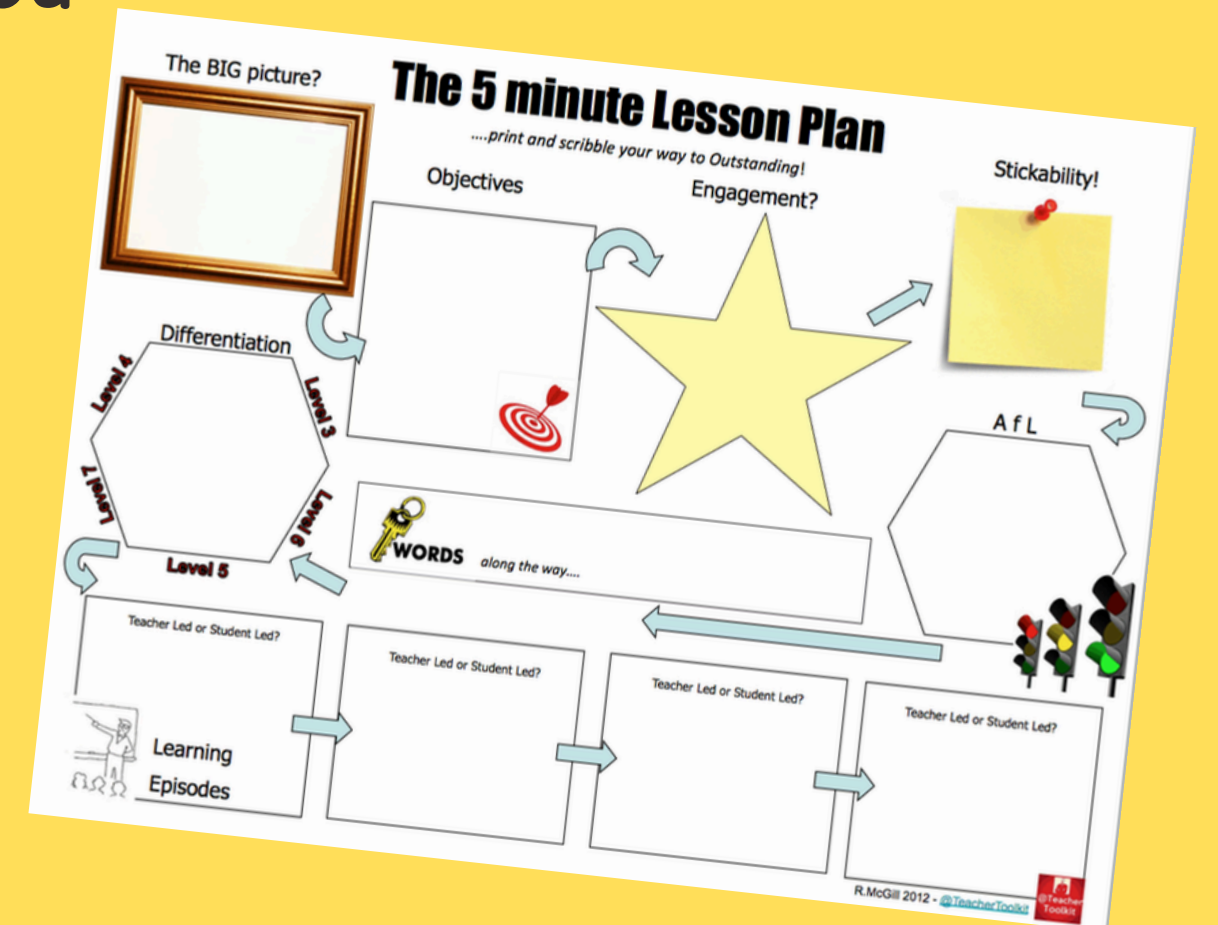 The BIG picture?
The 5 minute Lesson Plan
....print and scribble your way to Outstanding!
Objectives
Engagement?
Stickability!
Differentiation
Level 4
Level 3
Level 7
Level 6
Level 5
A f L
WORDS along the way....
Teacher Led or Student Led?
Teacher Led or Student Led?
Teacher Led or Student Led?
Teacher Led or Student Led?
Learning
Episodes
R.McGill 2012 - @TeacherToolkit
@Teacher
Toolkit